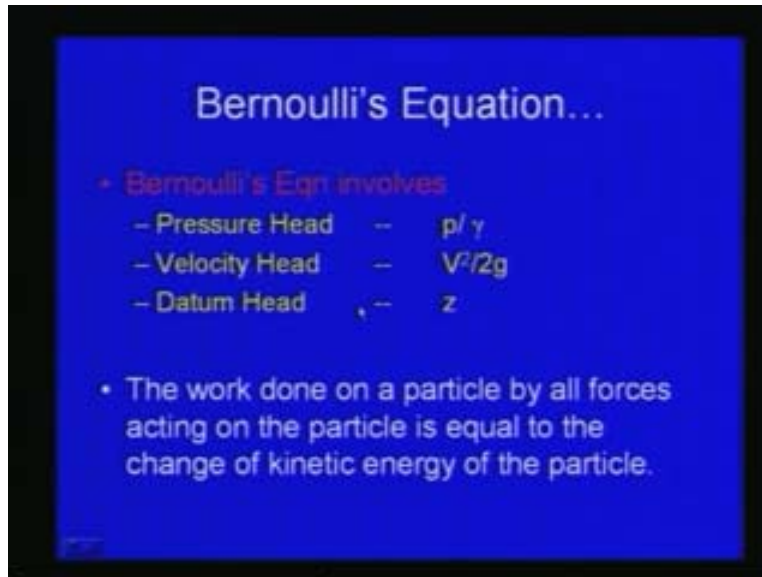 Bernoulli's Equation...
• Bernoulli's Eqn involves
– Pressure Head -- p/ γ
– Velocity Head -- V²/2g
– Datum Head -- z
• The work done on a particle by all forces
acting on the particle is equal to the
change of kinetic energy of the particle.